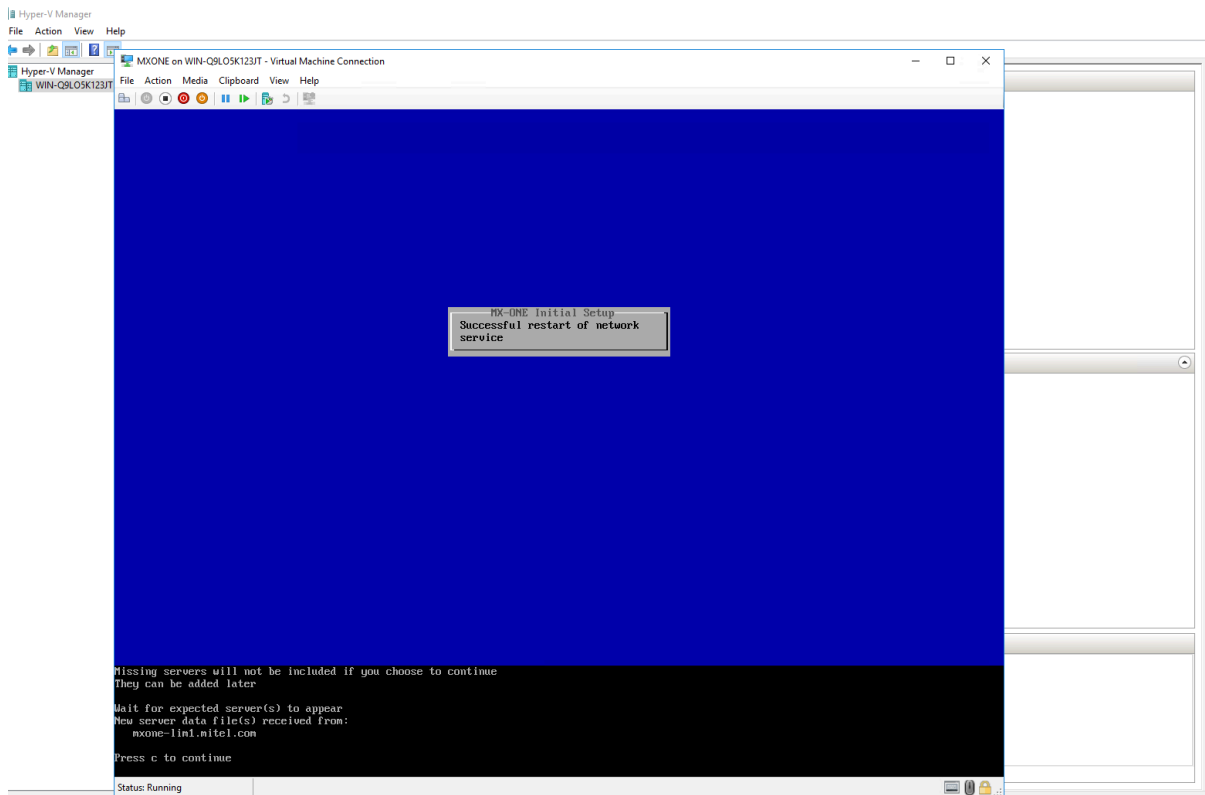 Hyper-V Manager
File Action View Help
Hyper-V Manager
WIN-Q9LO5K123JT
MXONE on WIN-Q9LO5K123JT - Virtual Machine Connection
File Action Media Clipboard View Help
MX-ONE Initial Setup
Successful restart of network
service
Missing servers will not be included if you choose to continue
They can be added later
Wait for expected server(s) to appear
New server data file(s) received from:
mxone-lim1.mitel.com
Press c to continue
Status: Running